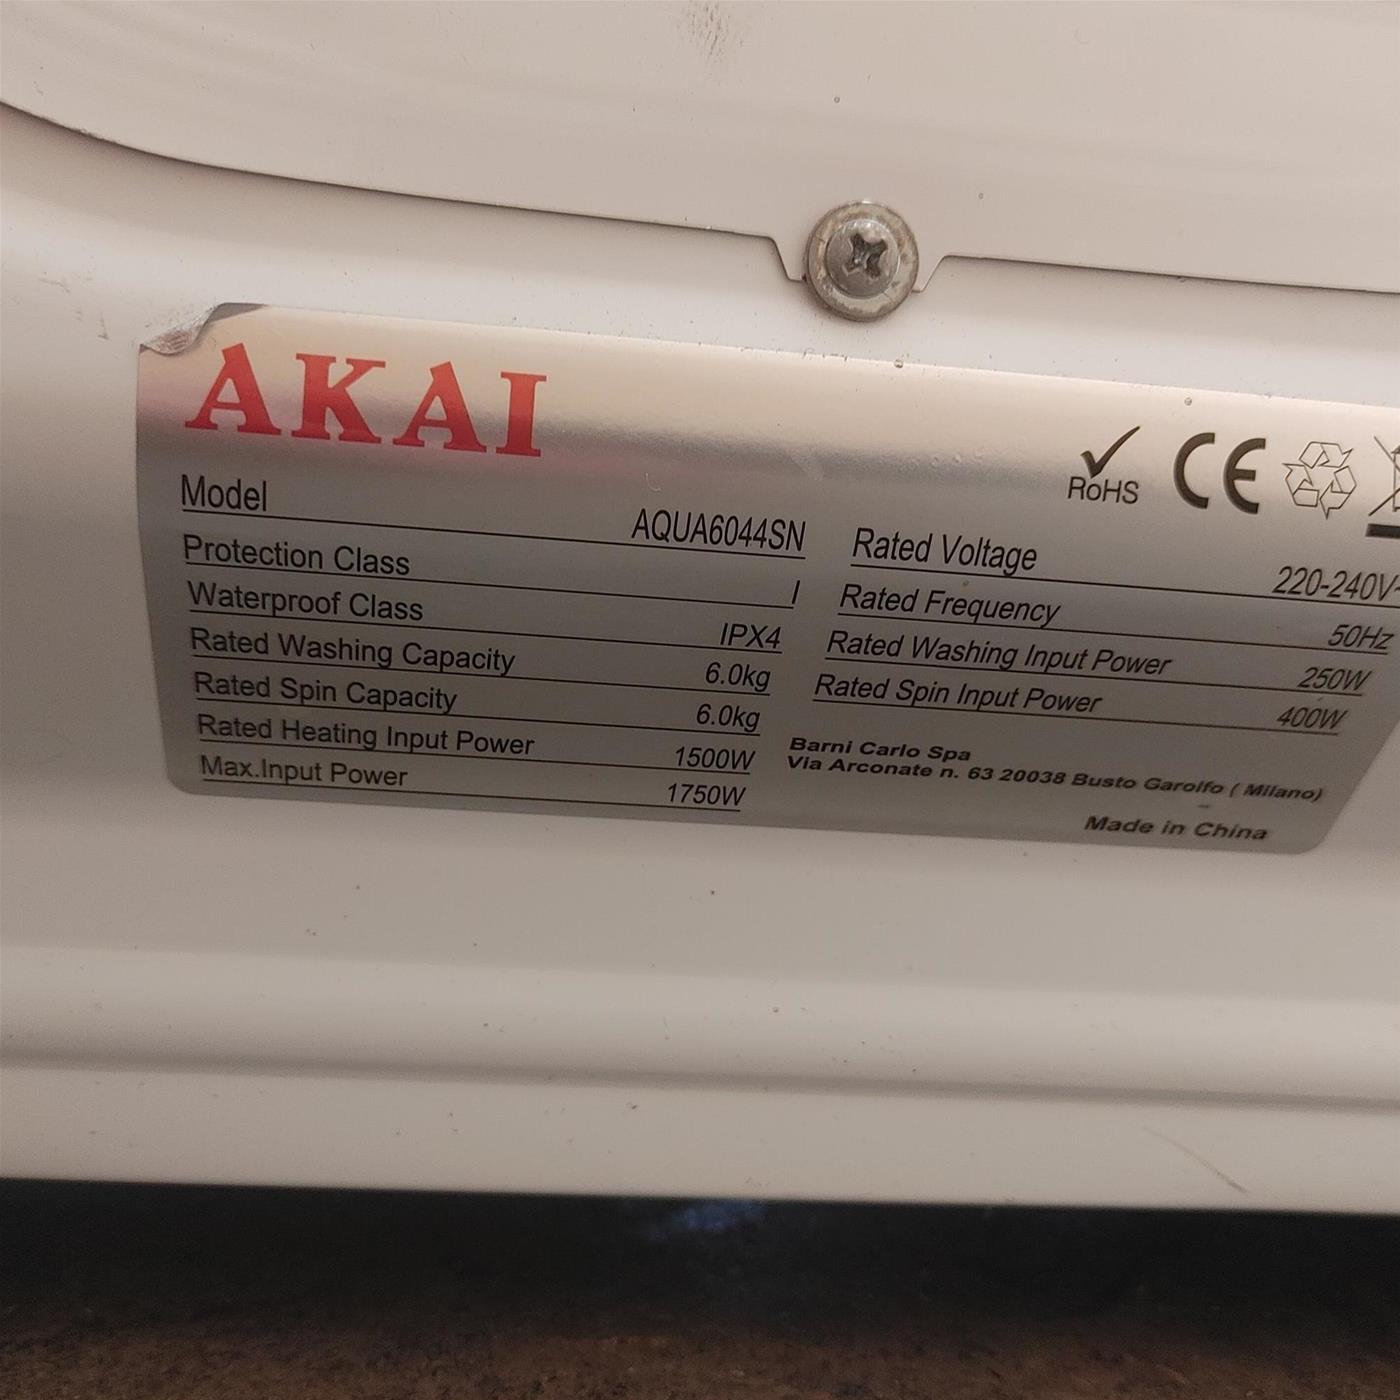 AKAI
RoHS CE
Model AQUA6044SN
Protection Class I
Waterproof Class IPX4
Rated Washing Capacity 6.0kg
Rated Spin Capacity 6.0kg
Rated Heating Input Power 1500W
Max.Input Power 1750W
Rated Voltage 220-240V~
Rated Frequency 50Hz
Rated Washing Input Power 250W
Rated Spin Input Power 400W
Barni Carlo Spa
Via Arconate n. 63 20038 Busto Garolfo ( Milano)
Made in China